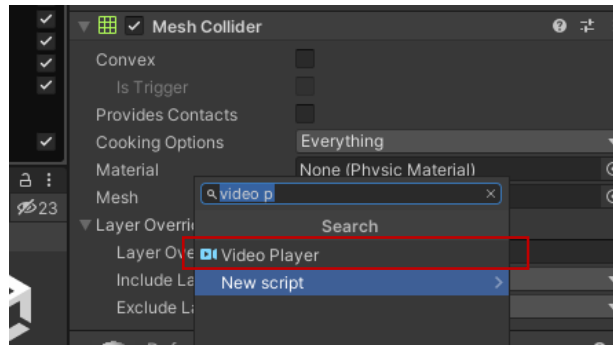 Mesh Collider
Convex
Is Trigger
Provides Contacts
Cooking Options Everything
Material None (Physic Material)
Mesh
video p
23
Layer Overri
Search
Layer Ove
Video Player
Include La
New script
Exclude La